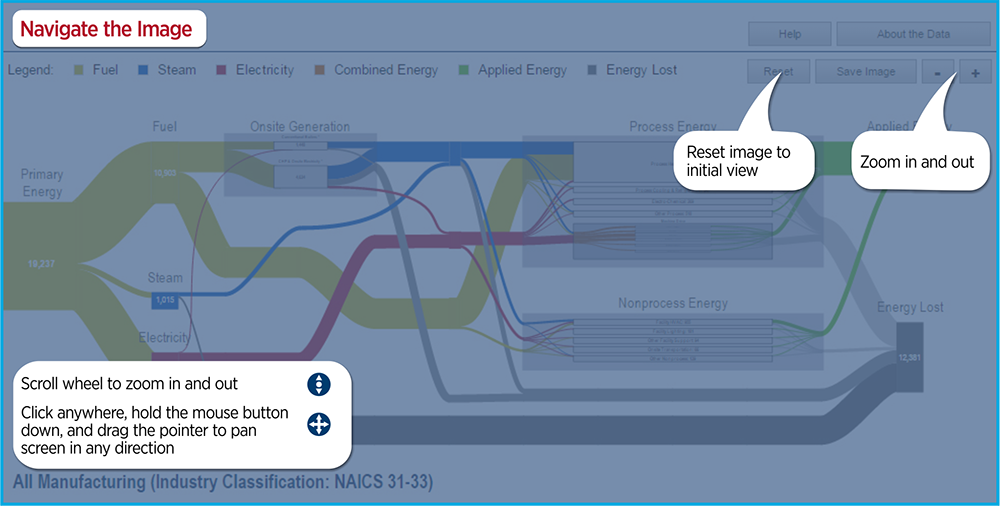 Navigate the Image
Help
About the Data
Legend: Fuel Steam Electricity Combined Energy Applied Energy Energy Lost
Reset
Save Image
-
+
Fuel
Onsite Generation
Process Energy
Applied
Reset image to
initial view
Zoom in and out
Primary
Energy
10,903
19,237
Steam
1,015
Electricity
Nonprocess Energy
Energy Lost
12,381
Scroll wheel to zoom in and out
Click anywhere, hold the mouse button
down, and drag the pointer to pan
screen in any direction
All Manufacturing (Industry Classification: NAICS 31-33)